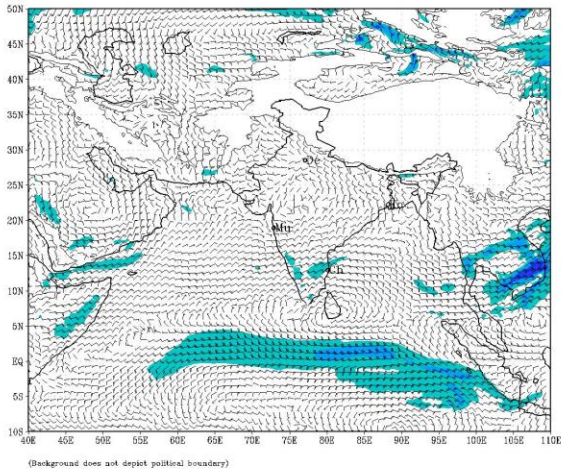 50N
45N
40N
35N
30N
25N
20N
15N
10N
5N
EQ
5S
10S
Mu
Ch
40E 45E 50E 55E 60E 65E 70E 75E 80E 85E 90E 95E 100E 105E 110E
(Background does not depict political boundary)